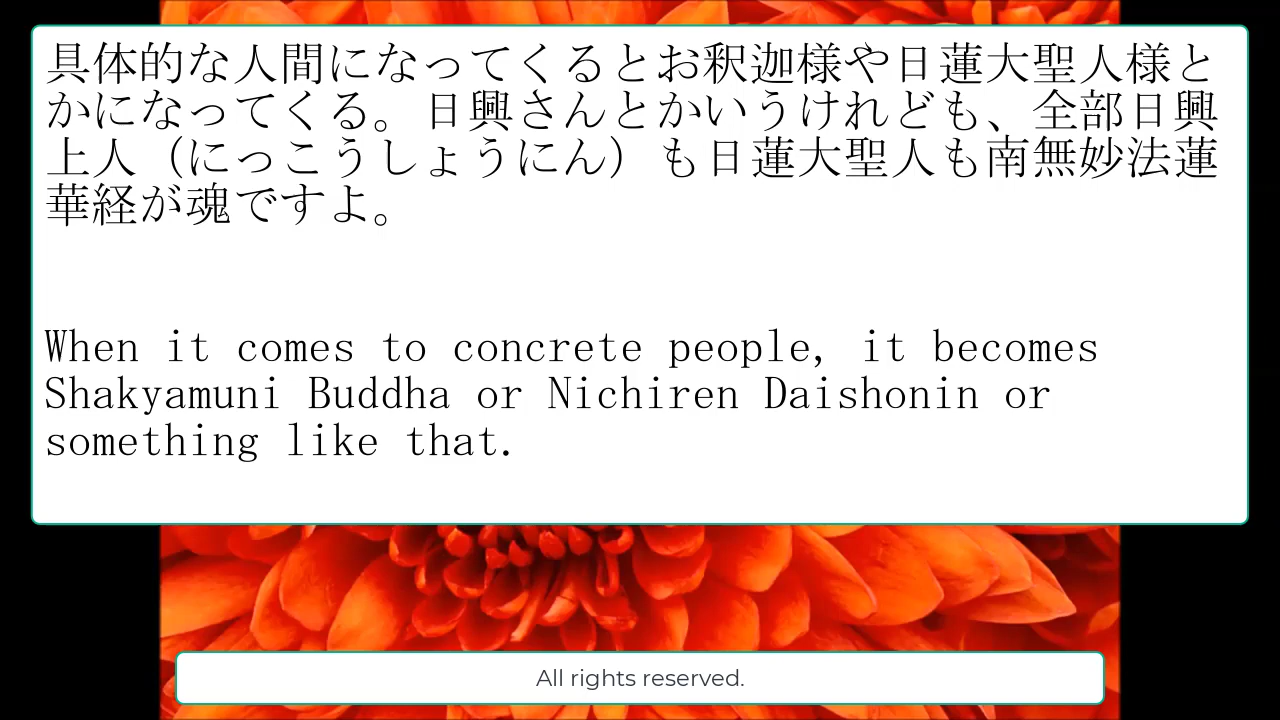 具体的な人間になってくるとお釈迦様や日蓮大聖人様と
かになってくる。日興さんとかいうけれども、全部日興
上人（にっこうしょうにん）も日蓮大聖人も南無妙法蓮
華経が魂ですよ。
When it comes to concrete people, it becomes
Shakyamuni Buddha or Nichiren Daishonin or
something like that.
All rights reserved.